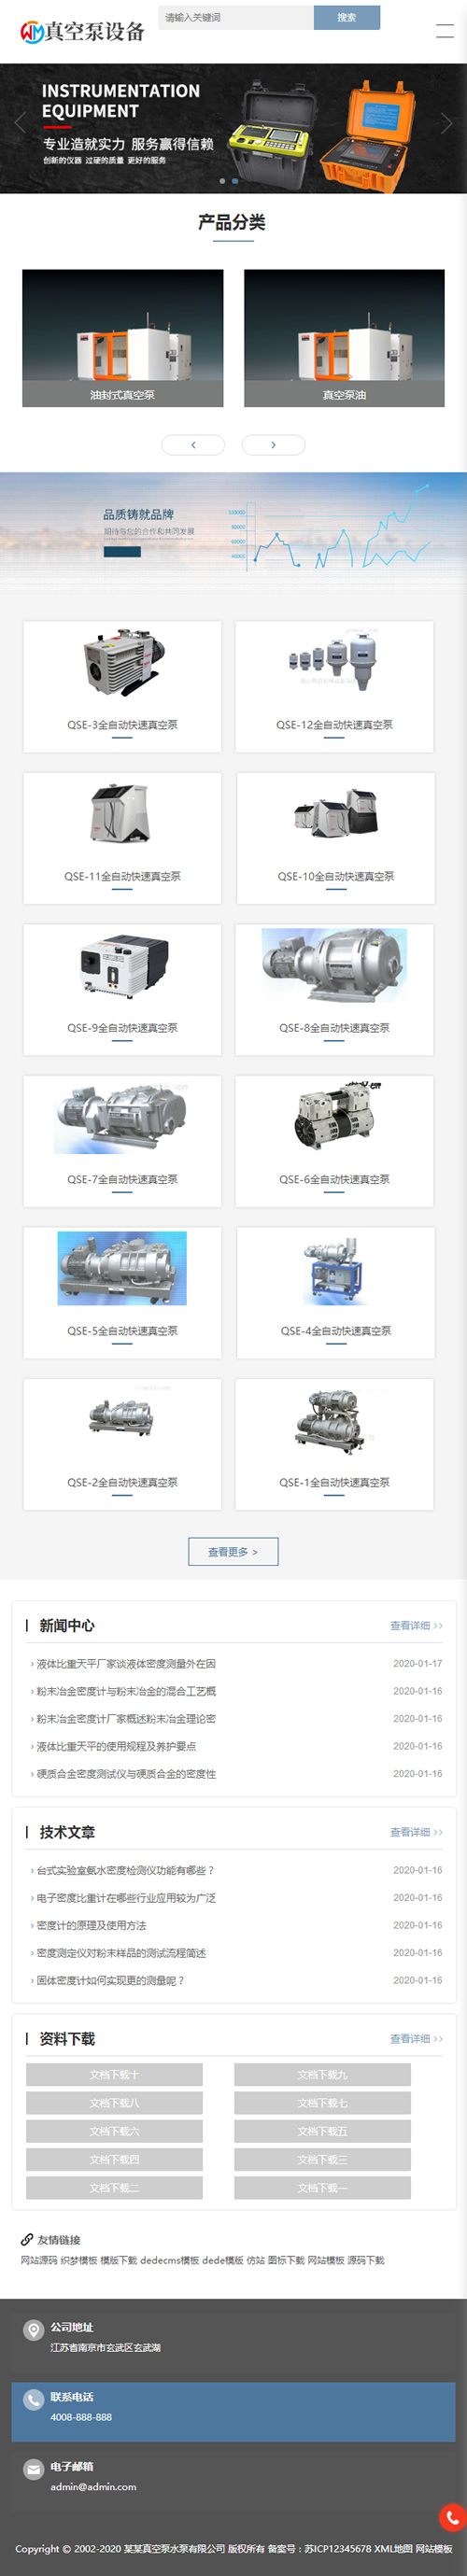 真空泵设备
请输入关键词
搜索
INSTRUMENTATION
EQUIPMENT
专业造就实力 服务赢得信赖
创新的仪器 过硬的质量 更好的服务
产品分类
油封式真空泵
真空泵油
品质铸就品牌
期待与您的合作和共同发展
100000
80000
60000
40000
QSE-3全自动快速真空泵
QSE-12全自动快速真空泵
QSE-11全自动快速真空泵
QSE-10全自动快速真空泵
QSE-9全自动快速真空泵
QSE-8全自动快速真空泵
QSE-7全自动快速真空泵
QSE-6全自动快速真空泵
QSE-5全自动快速真空泵
QSE-4全自动快速真空泵
QSE-2全自动快速真空泵
QSE-1全自动快速真空泵
查看更多 >
新闻中心
查看详细 >>
› 液体比重天平厂家谈液体密度测量外在因 2020-01-17
› 粉末冶金密度计与粉末冶金的混合工艺概 2020-01-16
› 粉末冶金密度计厂家概述粉末冶金理论密 2020-01-16
› 液体比重天平的使用规程及养护要点 2020-01-16
› 硬质合金密度测试仪与硬质合金的密度性 2020-01-16
技术文章
查看详细 >>
› 台式实验室氨水密度检测仪功能有哪些？ 2020-01-16
› 电子密度比重计在哪些行业应用较为广泛 2020-01-16
› 密度计的原理及使用方法 2020-01-16
› 密度测定仪对粉末样品的测试流程简述 2020-01-16
› 固体密度计如何实现更的测量呢？ 2020-01-16
资料下载
查看详细 >>
文档下载十
文档下载九
文档下载八
文档下载七
文档下载六
文档下载五
文档下载四
文档下载三
文档下载二
文档下载一
友情链接
网站源码 织梦模板 模版下载 dedecms模板 dede模板 仿站 图标下载 网站模板 源码下载
公司地址
江苏省南京市玄武区玄武湖
联系电话
4008-888-888
电子邮箱
admin@admin.com
Copyright © 2002-2020 某某真空泵水泵有限公司 版权所有 备案号：苏ICP12345678 XML地图 网站模板